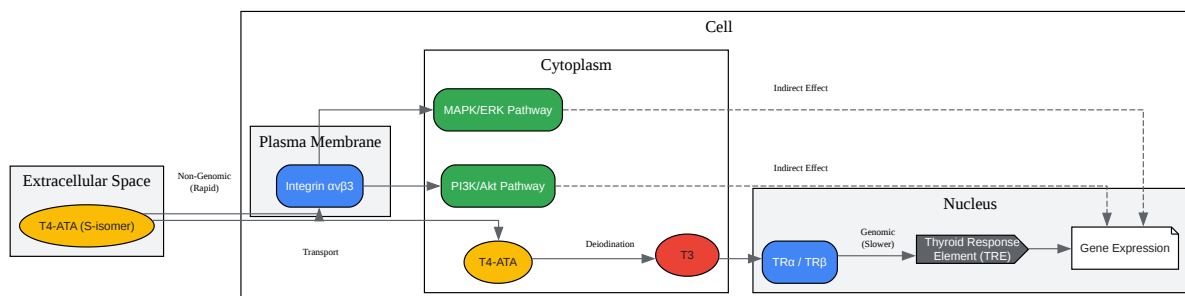 Cell
Cytoplasm
Indirect Effect
MAPK/ERK Pathway
Plasma Membrane
Non-Genomic
(Rapid)
Extracellular Space
Integrin αvβ3
PI3K/Akt Pathway
Indirect Effect
Nucleus
T4-ATA (S-isomer)
Transport
T4-ATA
Deiodination
T3
TRα / TRβ
Genomic
(Slower)
Thyroid Response
Element (TRE)
Gene Expression